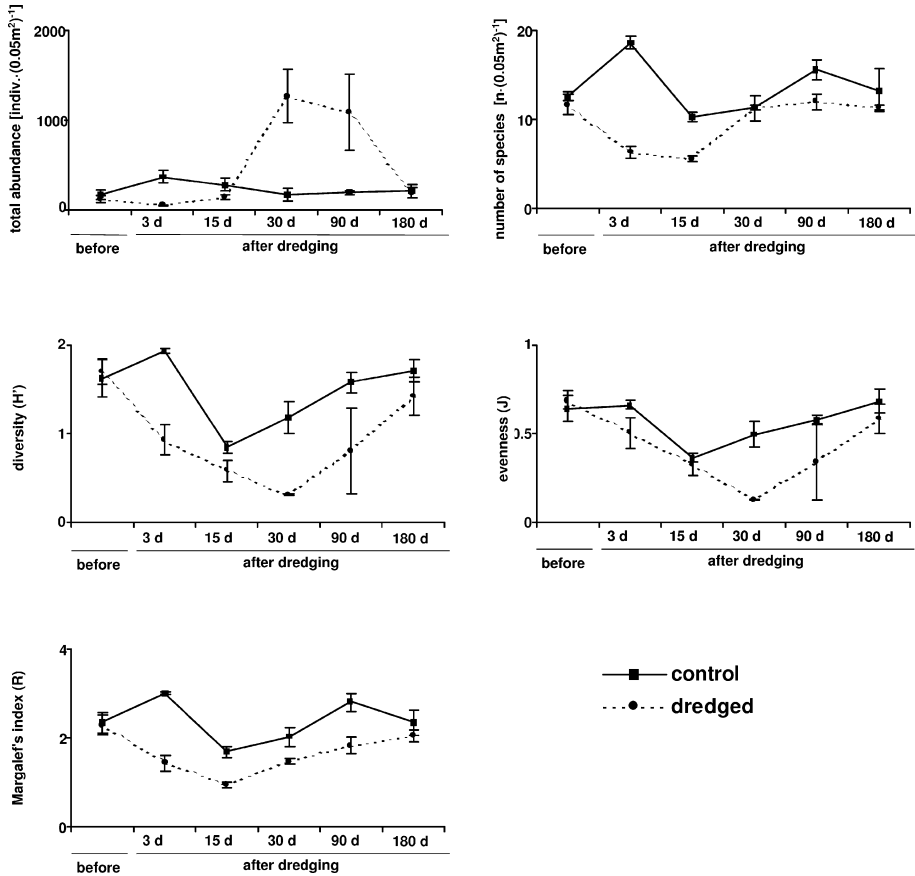 total abundance [indiv.·(0.05m²)⁻¹]
2000
1000
0
3 d 15 d 30 d 90 d 180 d
before after dredging
number of species [n·(0.05m²)⁻¹]
20
10
0
3 d 15 d 30 d 90 d 180 d
before after dredging
diversity (H')
2
1
0
3 d 15 d 30 d 90 d 180 d
before after dredging
evenness (J)
1
0.5
0
3 d 15 d 30 d 90 d 180 d
before after dredging
Margalef's index (R)
4
2
0
3 d 15 d 30 d 90 d 180 d
before after dredging
control
dredged